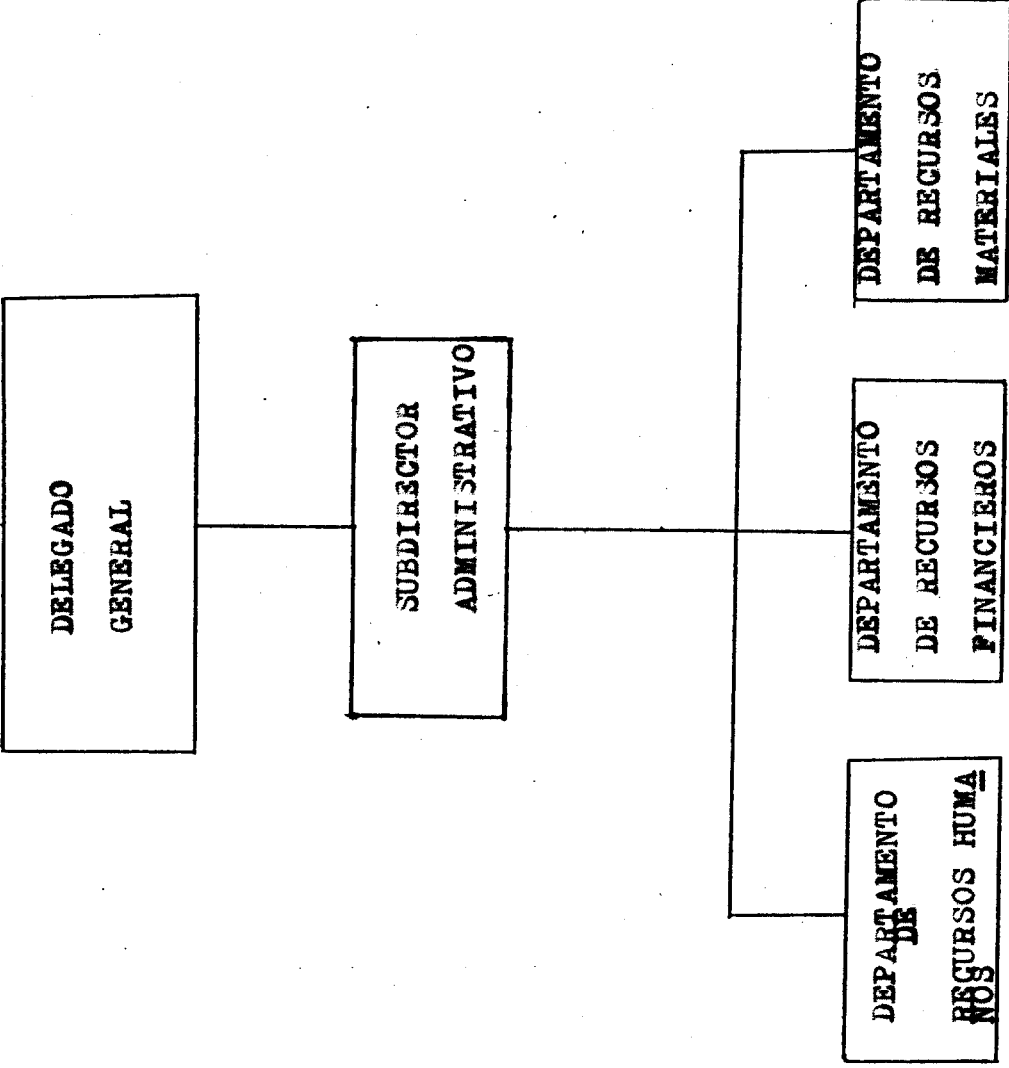 DELEGADO
GENERAL
SUBDIRECTOR
ADMINISTRATIVO
DEPARTAMENTO
DE
RECURSOS HUMA
NOS
DEPARTAMENTO
DE RECURSOS
FINANCIEROS
DEPARTAMENTO
DE RECURSOS
MATERIALES